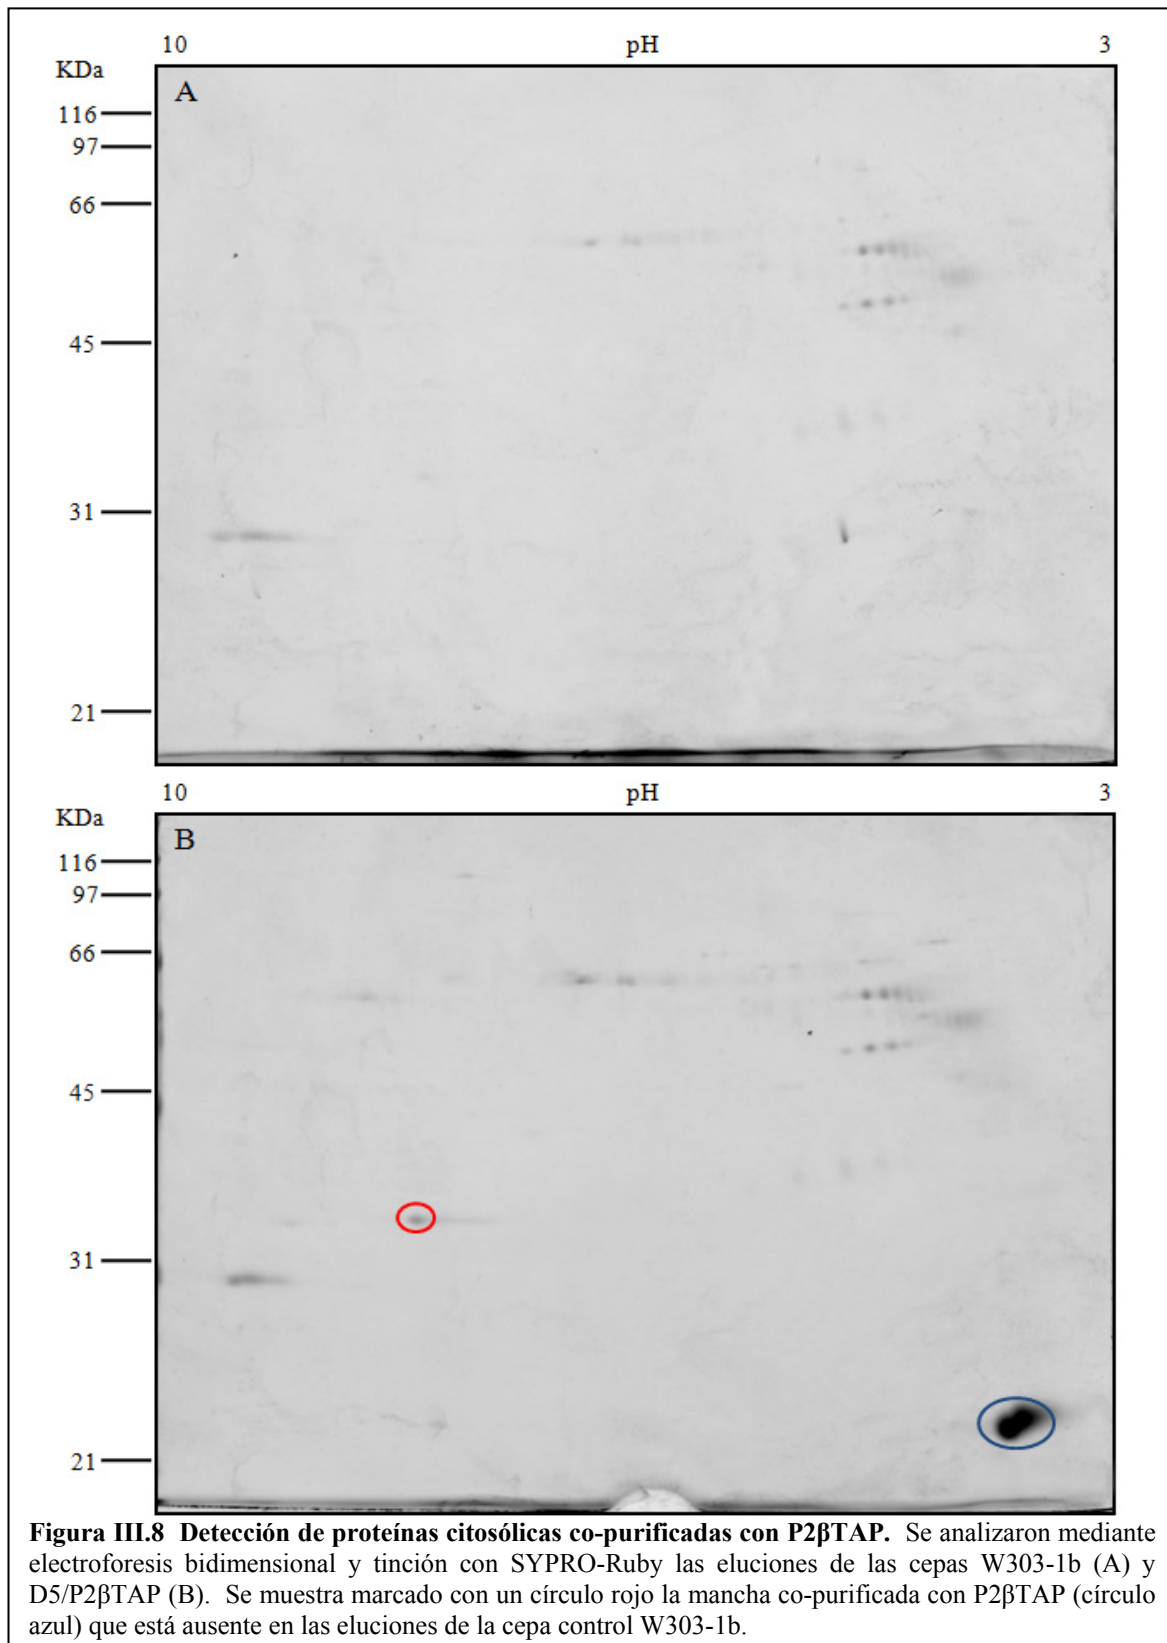 10 pH 3
KDa
A
116
97
66
45
31
21
10 pH 3
KDa
B
116
97
66
45
31
21
Figura III.8 Detección de proteínas citosólicas co-purificadas con P2βTAP. Se analizaron mediante
electroforesis bidimensional y tinción con SYPRO-Ruby las eluciones de las cepas W303-1b (A) y
D5/P2βTAP (B). Se muestra marcado con un círculo rojo la mancha co-purificada con P2βTAP (círculo
azul) que está ausente en las eluciones de la cepa control W303-1b.